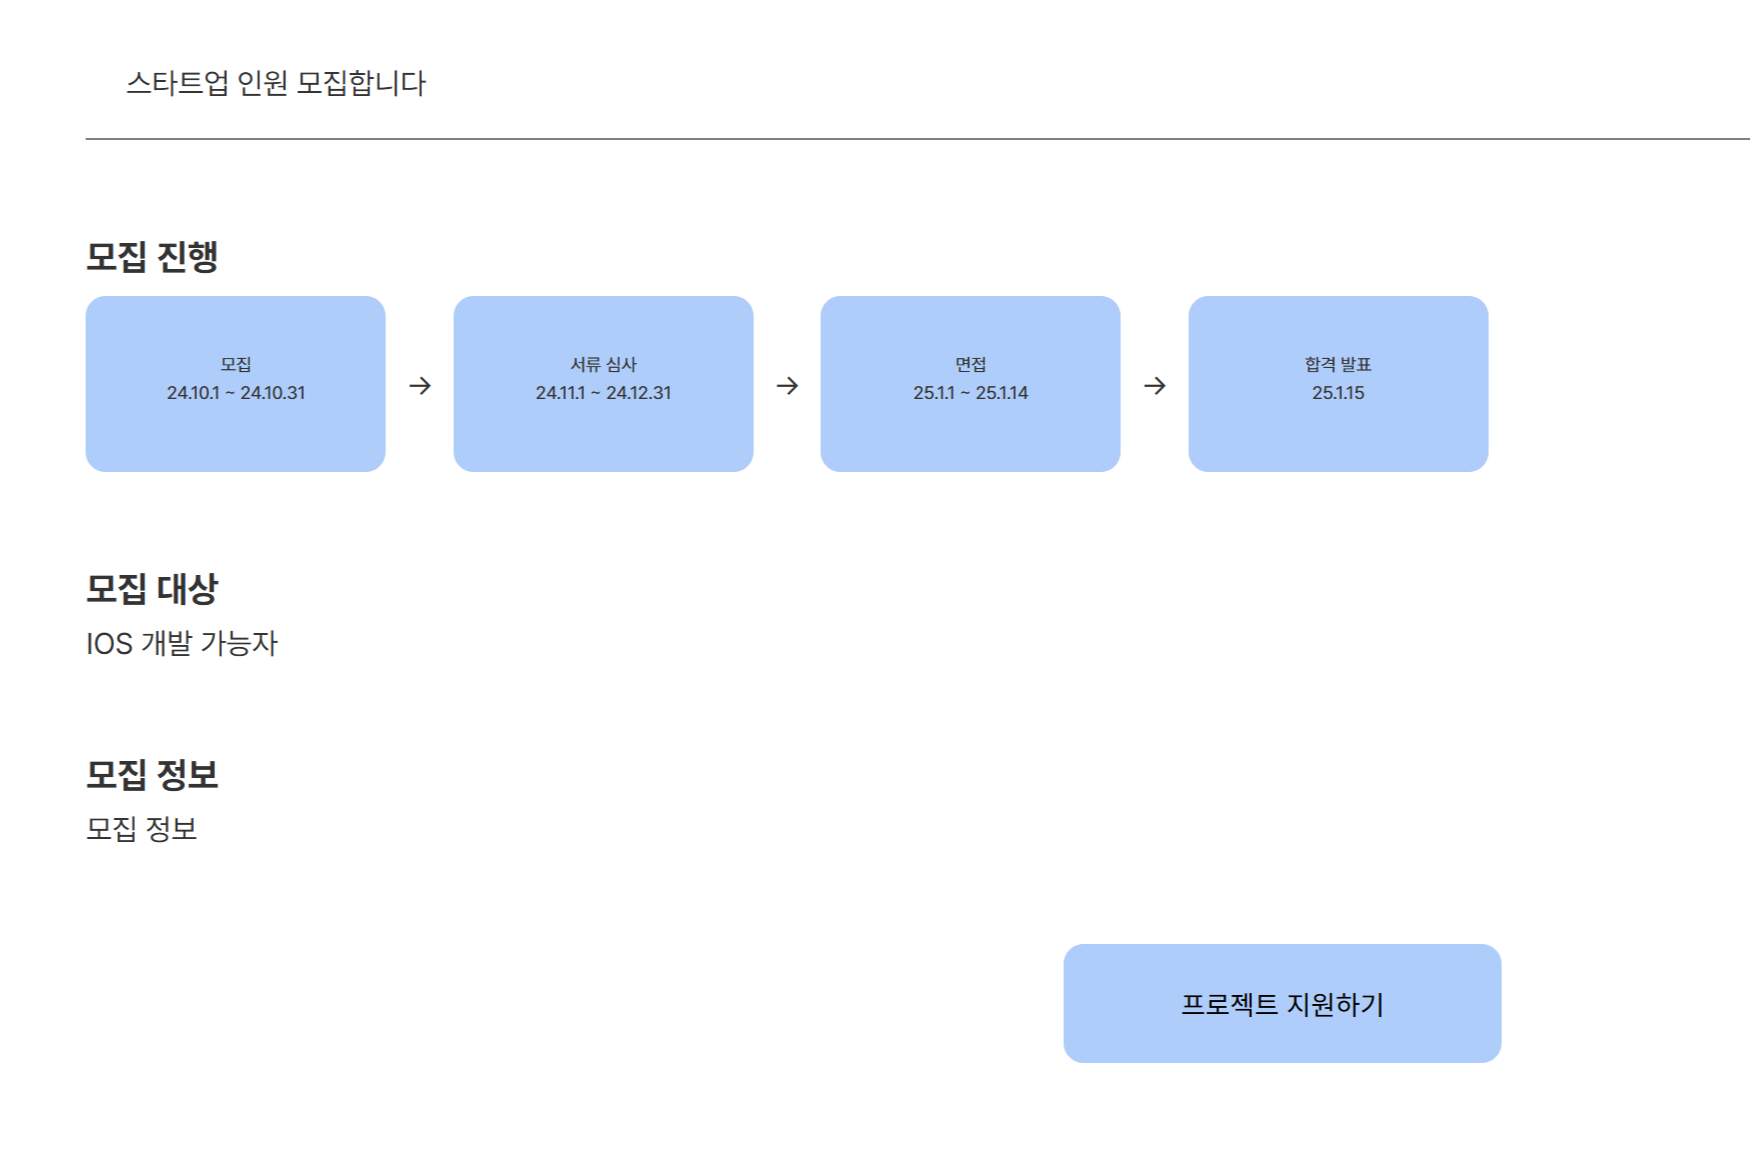 스타트업 인원 모집합니다
모집 진행
모집
24.10.1 ~ 24.10.31
→
서류 심사
24.11.1 ~ 24.12.31
→
면접
25.1.1 ~ 25.1.14
→
합격 발표
25.1.15
모집 대상
IOS 개발 가능자
모집 정보
모집 정보
프로젝트 지원하기